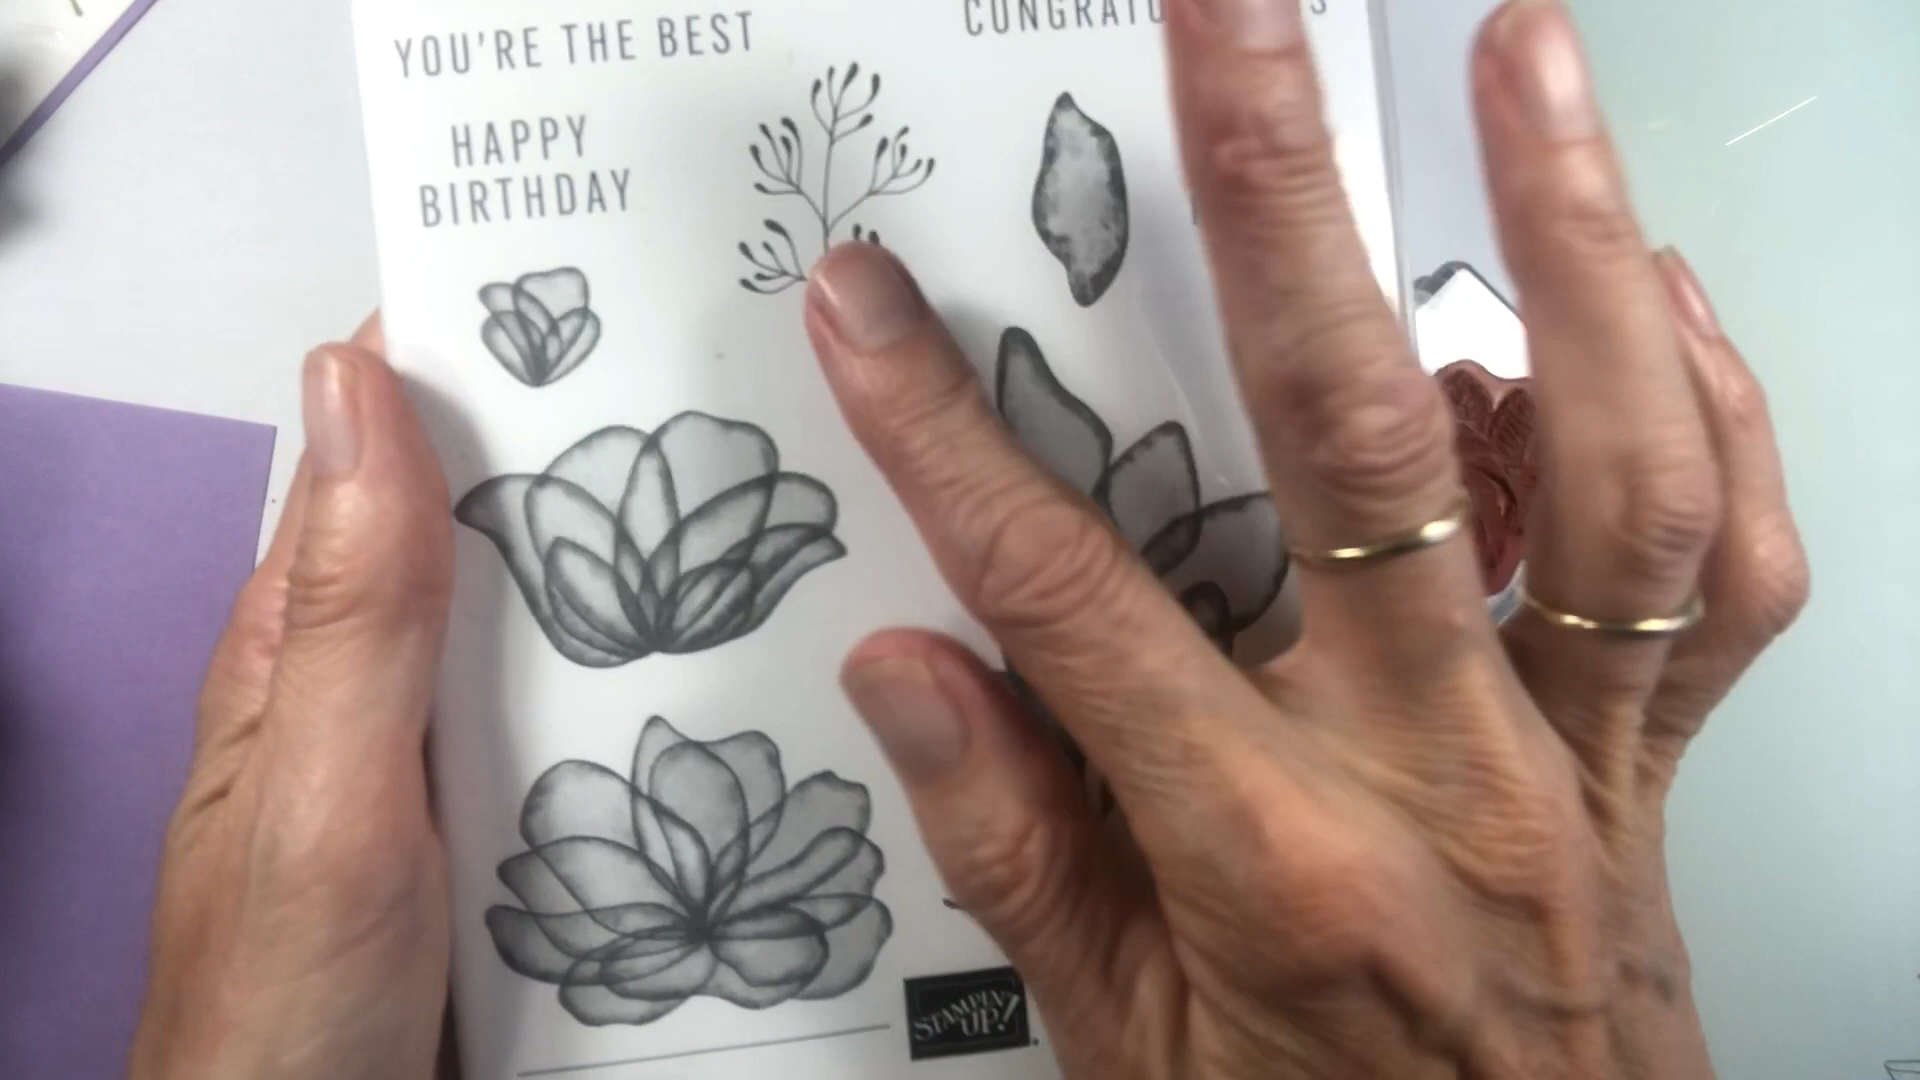 YOU'RE THE BEST
HAPPY
BIRTHDAY
STAMPIN'
UP!